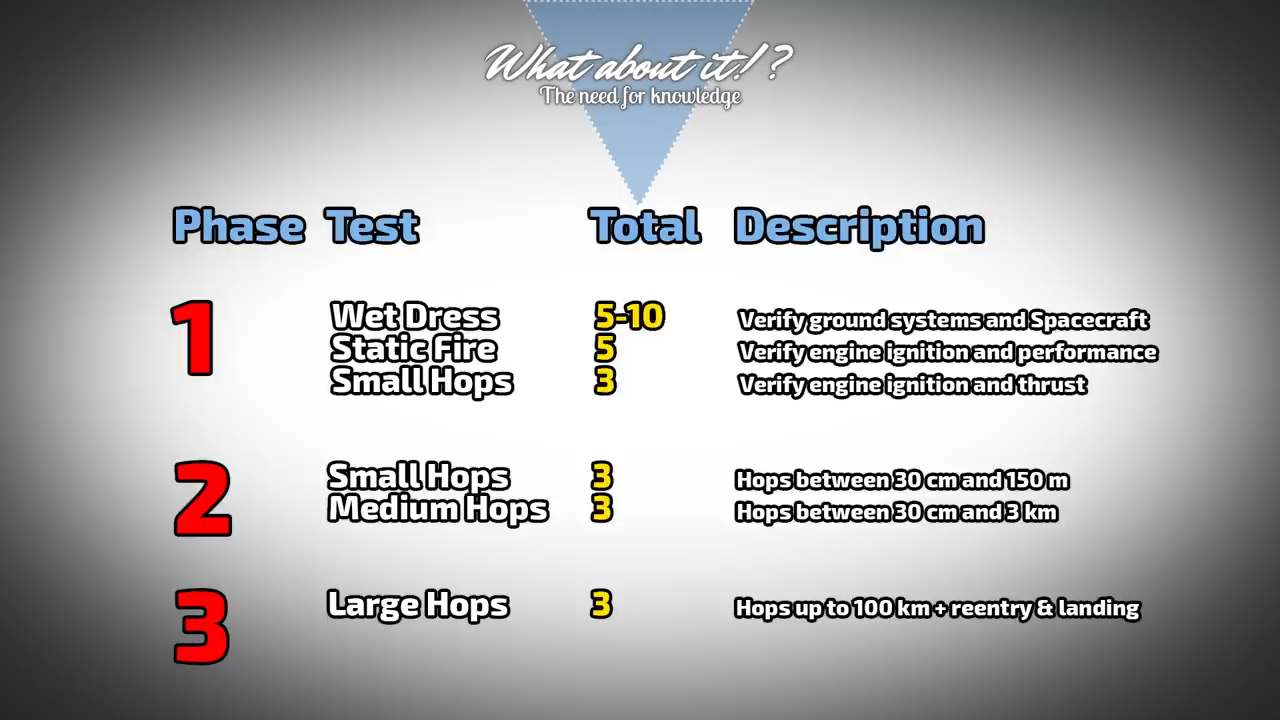 What about it!?
The need for knowledge
Phase Test Total Description
1 Wet Dress 5-10 Verify ground systems and Spacecraft
Static Fire 5 Verify engine ignition and performance
Small Hops 3 Verify engine ignition and thrust
2 Small Hops 3 Hops between 30 cm and 150 m
Medium Hops 3 Hops between 30 cm and 3 km
3 Large Hops 3 Hops up to 100 km + reentry & landing